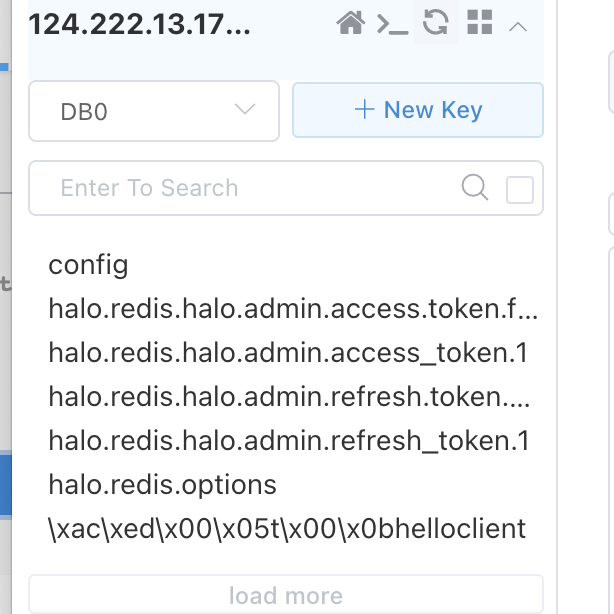 124.222.13.17...
DB0
+ New Key
Enter To Search
config
halo.redis.halo.admin.access.token.f...
halo.redis.halo.admin.access_token.1
halo.redis.halo.admin.refresh.token....
halo.redis.halo.admin.refresh_token.1
halo.redis.options
\xac\xed\x00\x05t\x00\x0bhelloclient
load more